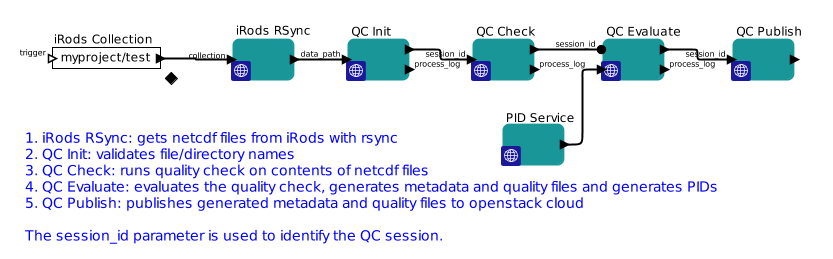 iRods Collection
iRods RSync
QC Init
QC Check
QC Evaluate
QC Publish
trigger
myproject/test
collection
data_path
session_id
process_log
session_id
process_log
session_id
process_log
PID Service
1. iRods RSync: gets netcdf files from iRods with rsync
2. QC Init: validates file/directory names
3. QC Check: runs quality check on contents of netcdf files
4. QC Evaluate: evaluates the quality check, generates metadata and quality files and generates PIDs
5. QC Publish: publishes generated metadata and quality files to openstack cloud
The session_id parameter is used to identify the QC session.